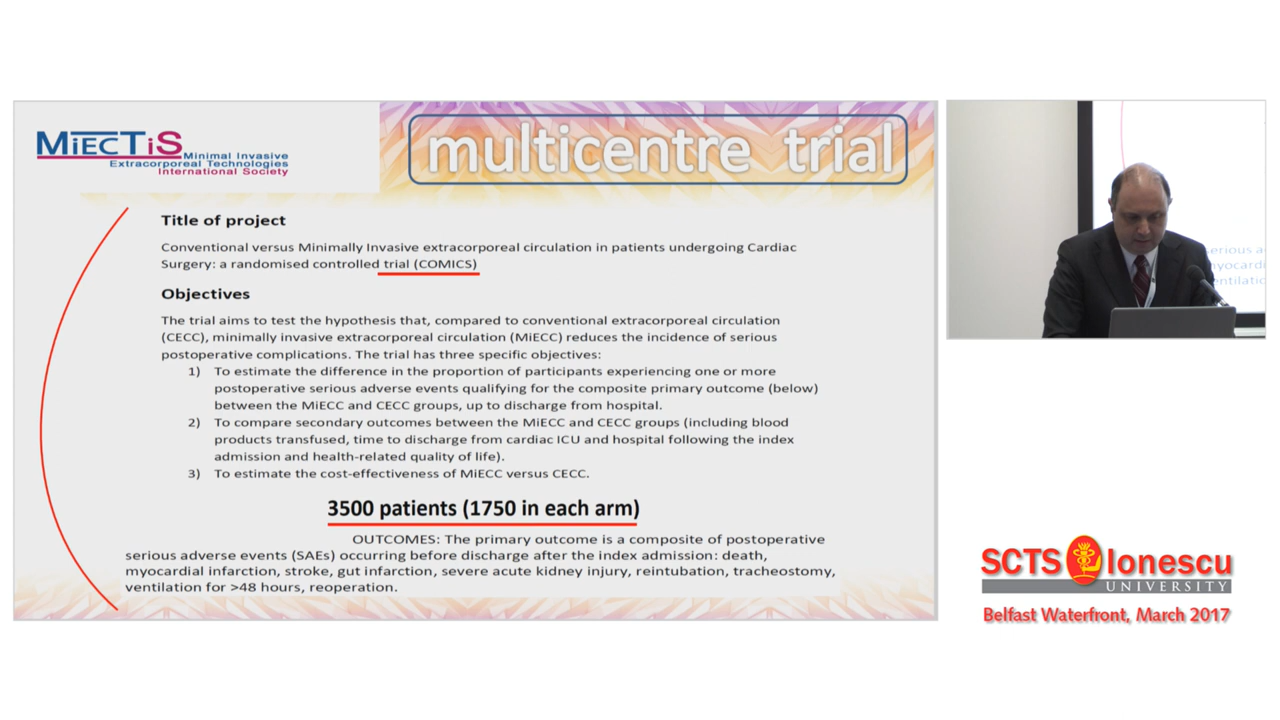 MiECTiS
Minimal Invasive
Extracorporeal Technologies
International Society
multicentre trial
Title of project
Conventional versus Minimally Invasive extracorporeal circulation in patients undergoing Cardiac
Surgery: a randomised controlled trial (COMICS)
Objectives
The trial aims to test the hypothesis that, compared to conventional extracorporeal circulation
(CECC), minimally invasive extracorporeal circulation (MiECC) reduces the incidence of serious
postoperative complications. The trial has three specific objectives:
1) To estimate the difference in the proportion of participants experiencing one or more
postoperative serious adverse events qualifying for the composite primary outcome (below)
between the MiECC and CECC groups, up to discharge from hospital.
2) To compare secondary outcomes between the MiECC and CECC groups (including blood
products transfused, time to discharge from cardiac ICU and hospital following the index
admission and health-related quality of life).
3) To estimate the cost-effectiveness of MiECC versus CECC.
3500 patients (1750 in each arm)
OUTCOMES: The primary outcome is a composite of postoperative
serious adverse events (SAEs) occurring before discharge after the index admission: death,
myocardial infarction, stroke, gut infarction, severe acute kidney injury, reintubation, tracheostomy,
ventilation for >48 hours, reoperation.
SCTS Ionescu
UNIVERSITY
Belfast Waterfront, March 2017